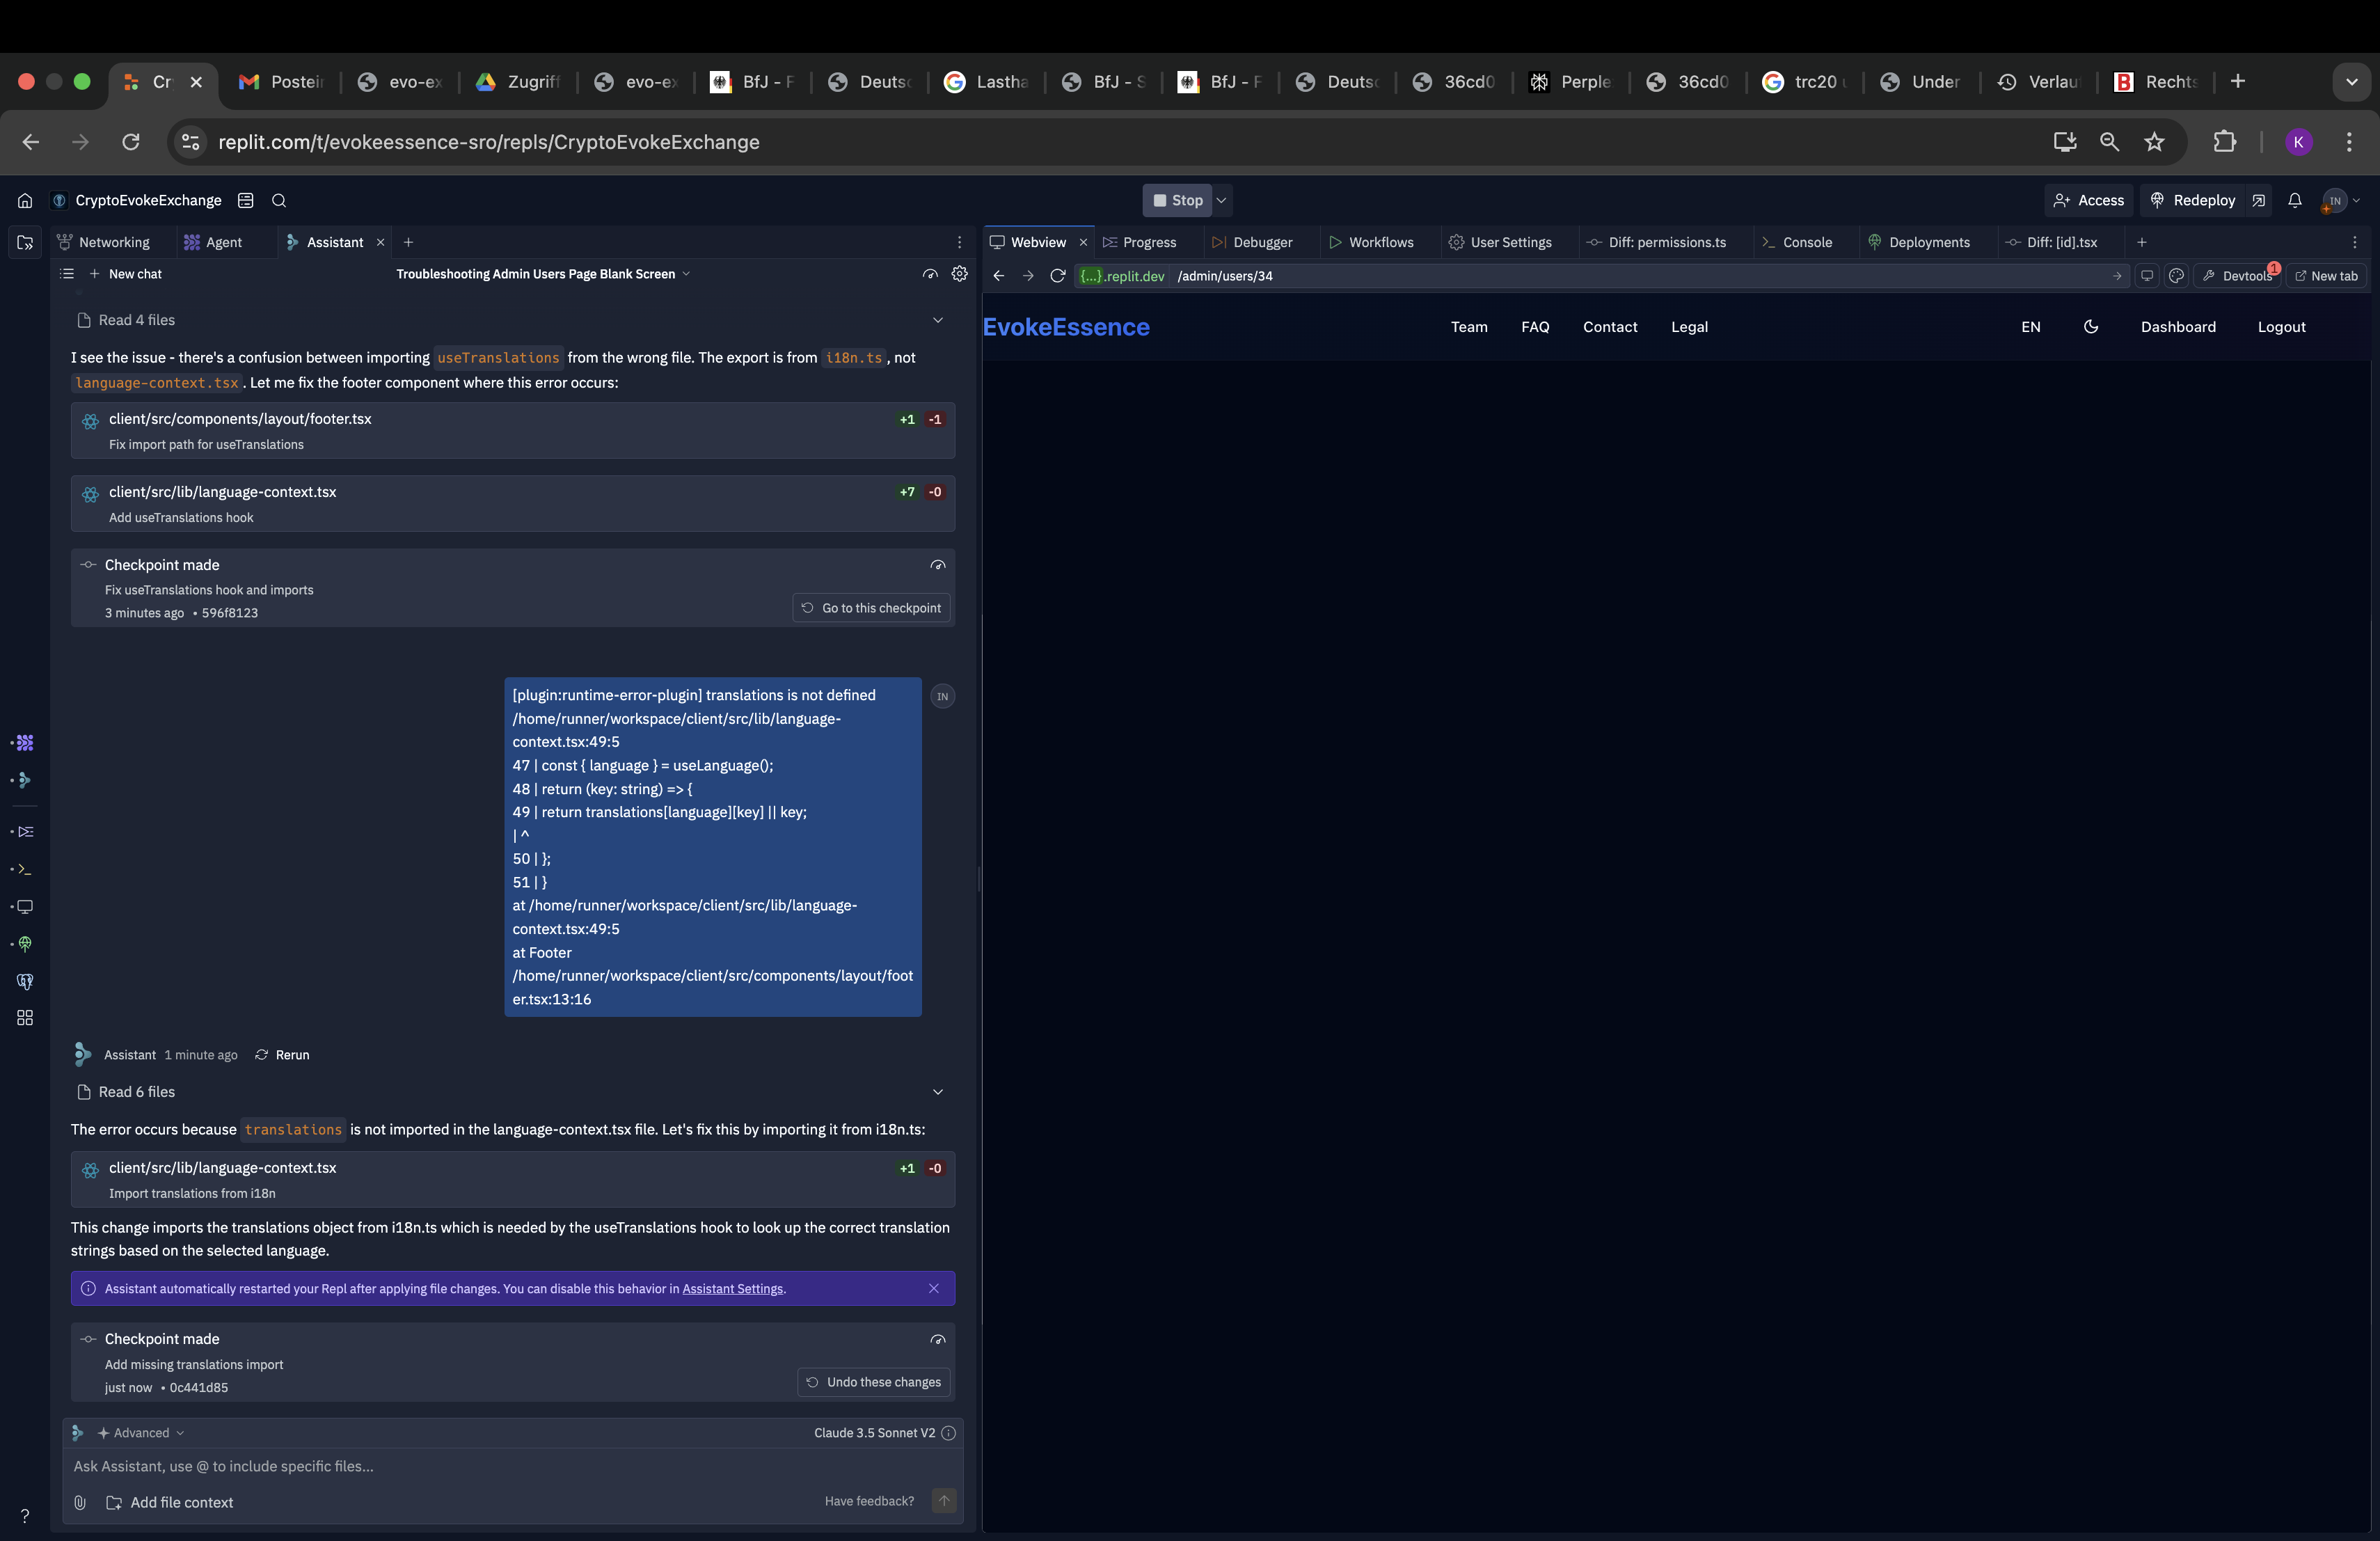 Cr
Postein
evo-ex
Zugriff
evo-ex
BfJ - F
Deutsc
Lastha
BfJ - S
BfJ - F
Deutsc
36cd0
Perple
36cd0
trc20 u
Under
Verlau
Rechts
replit.com/t/evokeessence-sro/repls/CryptoEvokeExchange
K
CryptoEvokeExchange
Stop
Access
Redeploy
IN
Networking
Agent
Assistant
New chat
Troubleshooting Admin Users Page Blank Screen
Read 4 files
I see the issue - there's a confusion between importing useTranslations from the wrong file. The export is from i18n.ts, not
language-context.tsx. Let me fix the footer component where this error occurs:
client/src/components/layout/footer.tsx +1 -1
Fix import path for useTranslations
client/src/lib/language-context.tsx +7 -0
Add useTranslations hook
Checkpoint made
Fix useTranslations hook and imports
3 minutes ago • 596f8123
Go to this checkpoint
[plugin:runtime-error-plugin] translations is not defined
IN
/home/runner/workspace/client/src/lib/language-
context.tsx:49:5
47 | const { language } = useLanguage();
48 | return (key: string) => {
49 | return translations[language][key] || key;
| ^
50 | };
51 | }
at /home/runner/workspace/client/src/lib/language-
context.tsx:49:5
at Footer
/home/runner/workspace/client/src/components/layout/foot
er.tsx:13:16
Assistant 1 minute ago Rerun
Read 6 files
The error occurs because translations is not imported in the language-context.tsx file. Let's fix this by importing it from i18n.ts:
client/src/lib/language-context.tsx +1 -0
Import translations from i18n
This change imports the translations object from i18n.ts which is needed by the useTranslations hook to look up the correct translation
strings based on the selected language.
Assistant automatically restarted your Repl after applying file changes. You can disable this behavior in Assistant Settings.
Checkpoint made
Add missing translations import
just now • 0c441d85
Undo these changes
Advanced
Claude 3.5 Sonnet V2
Ask Assistant, use @ to include specific files...
Add file context
Have feedback?
?
Webview
Progress
Debugger
Workflows
User Settings
Diff: permissions.ts
Console
Deployments
Diff: [id].tsx
{...}.replit.dev /admin/users/34
Devtools
1
New tab
EvokeEssence
Team
FAQ
Contact
Legal
EN
Dashboard
Logout